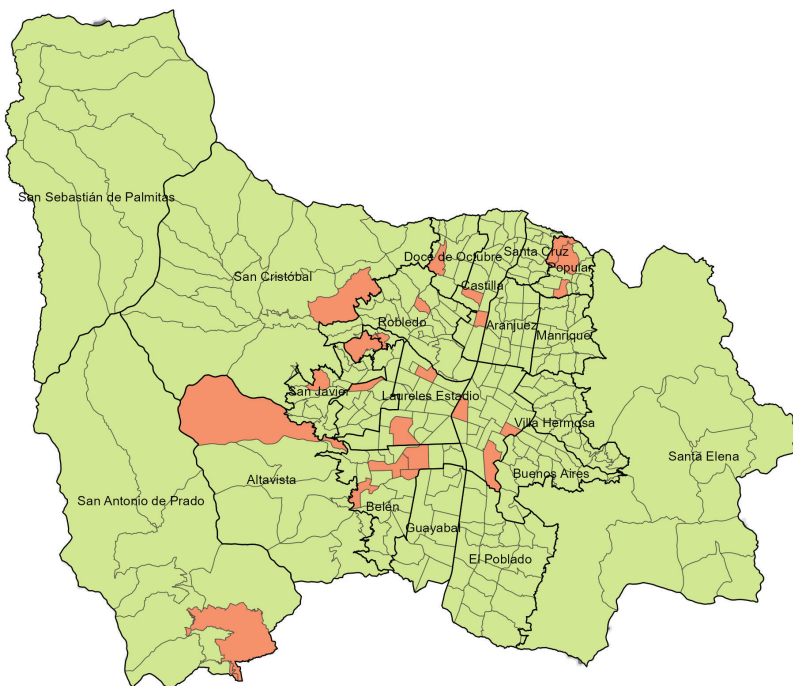 San Sebastián de Palmitas
San Cristóbal
Doce de Octubre
Santa Cruz
Popular
Castilla
Robledo
Aranjuez
Manrique
San Javier
Laureles Estadio
Villa Hermosa
Santa Elena
Buenos Aires
Altavista
San Antonio de Prado
Belén
Guayabal
El Poblado